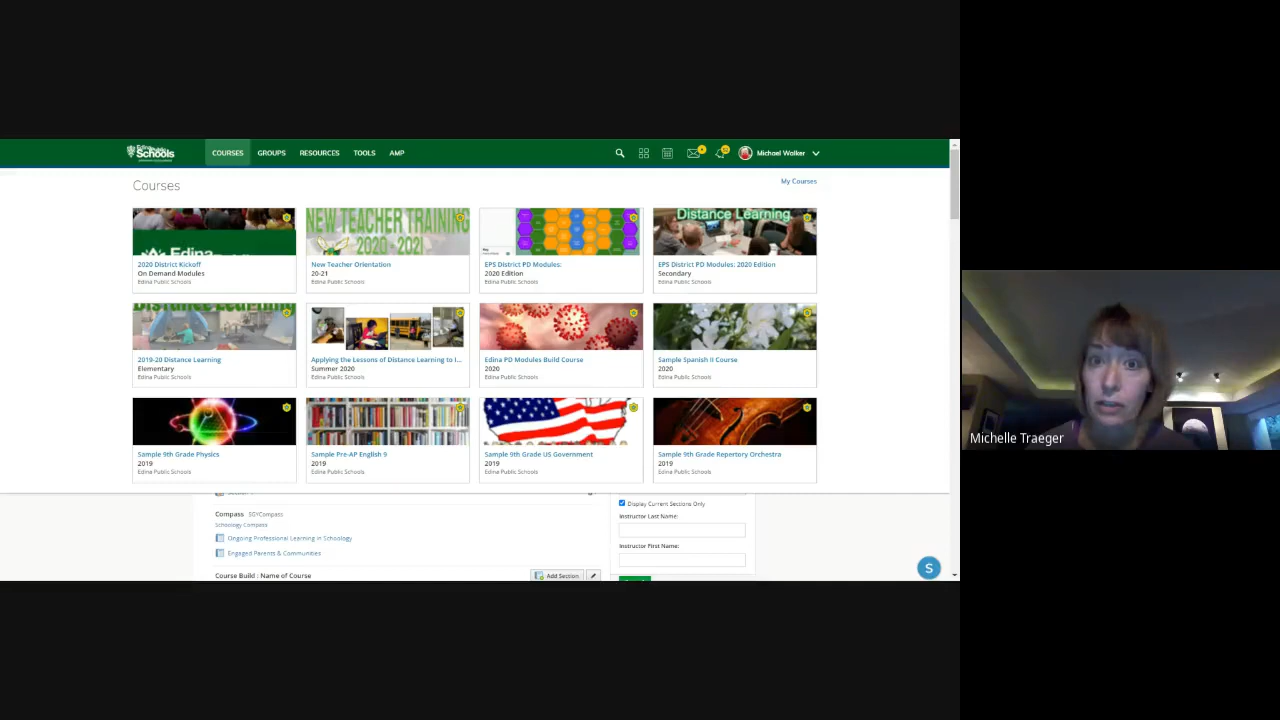 Edina Public
Schools
COURSES
GROUPS
RESOURCES
TOOLS
AMP
Michael Walker
Courses
My Courses
Edina
NEW TEACHER TRAINING
2020 - 2021
Distance Learning
2020 District Kickoff
On Demand Modules
Edina Public Schools
New Teacher Orientation
20-21
Edina Public Schools
EPS District PD Modules:
2020 Edition
Edina Public Schools
EPS District PD Modules: 2020 Edition
Secondary
Edina Public Schools
Distance Learning
2019-20 Distance Learning
Elementary
Edina Public Schools
Applying the Lessons of Distance Learning to I...
Summer 2020
Edina Public Schools
Edina PD Modules Build Course
2020
Edina Public Schools
Sample Spanish II Course
2020
Edina Public Schools
Sample 9th Grade Physics
2019
Edina Public Schools
Sample Pre-AP English 9
2019
Edina Public Schools
Sample 9th Grade US Government
2019
Edina Public Schools
Sample 9th Grade Repertory Orchestra
2019
Edina Public Schools
Display Current Sections Only
Compass SGYCompass
Instructor Last Name:
Schoology Compass
Ongoing Professional Learning in Schoology
Instructor First Name:
Engaged Parents & Communities
Course Build : Name of Course
Add Section
S
Michelle Traeger